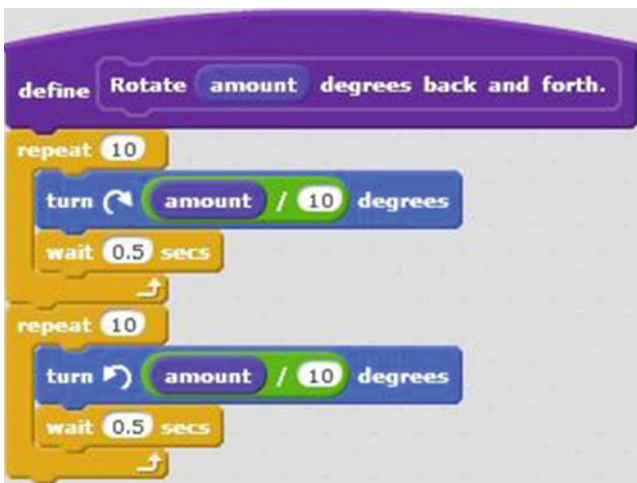 define Rotate amount degrees back and forth.
repeat 10
turn amount / 10 degrees
wait 0.5 secs
repeat 10
turn amount / 10 degrees
wait 0.5 secs